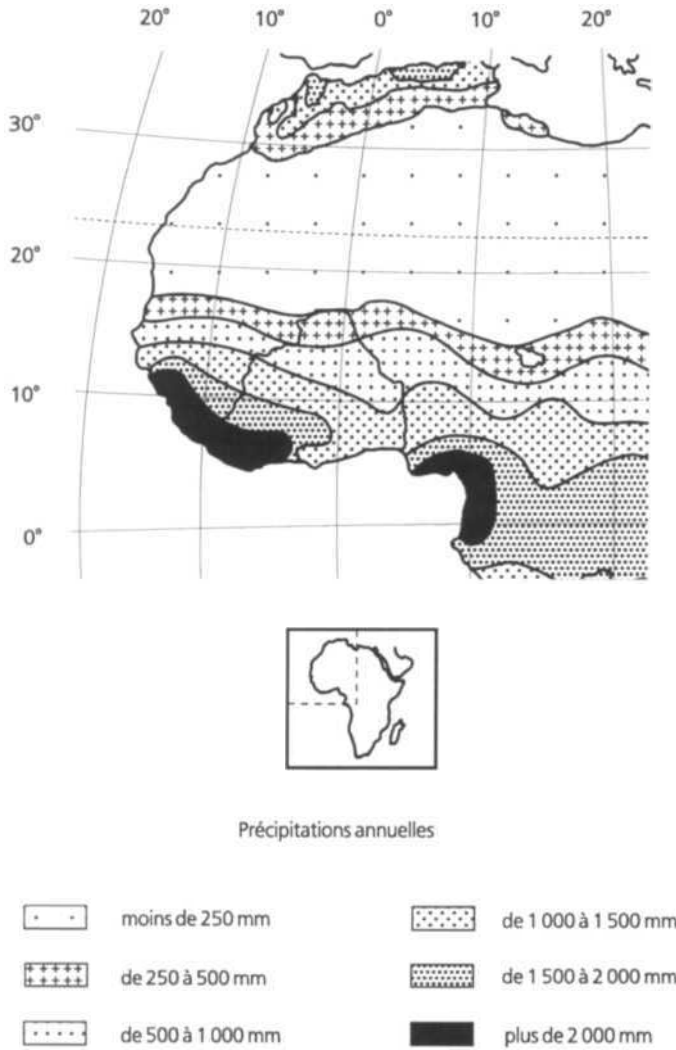 20° 10° 0° 10° 20°
30°
20°
10°
0°
Précipitations annuelles
moins de 250 mm
de 250 à 500 mm
de 500 à 1 000 mm
de 1 000 à 1 500 mm
de 1 500 à 2 000 mm
plus de 2 000 mm